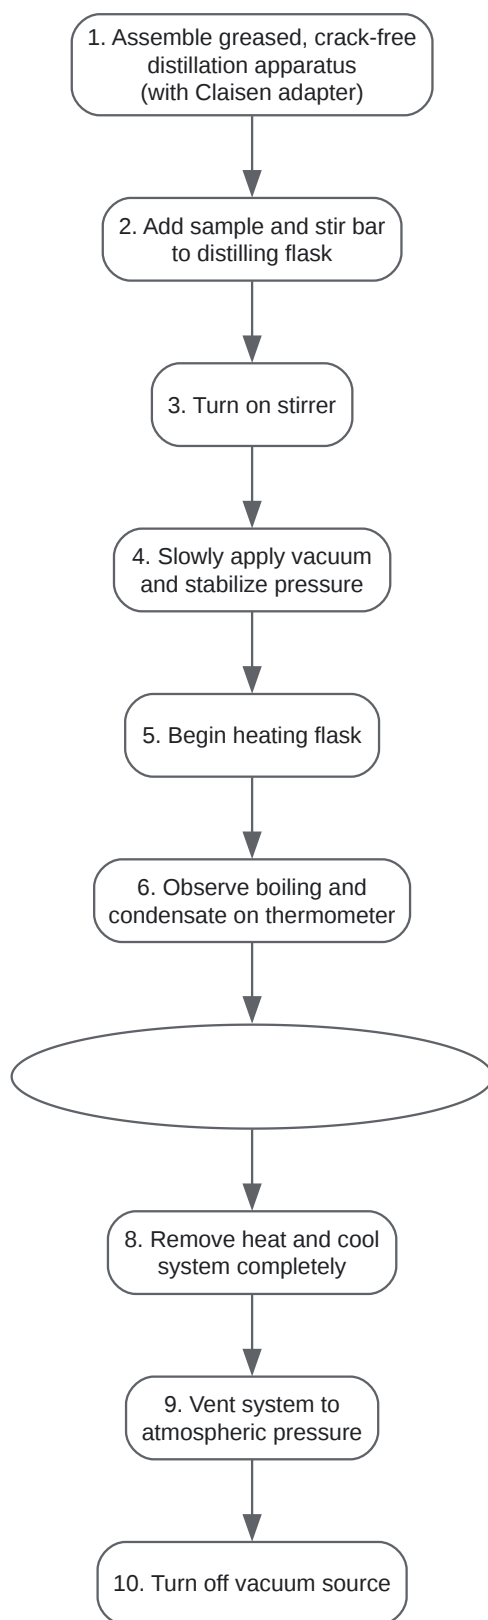 1. Assemble greased, crack-free
distillation apparatus
(with Claisen adapter)
2. Add sample and stir bar
to distilling flask
3. Turn on stirrer
4. Slowly apply vacuum
and stabilize pressure
5. Begin heating flask
6. Observe boiling and
condensate on thermometer
8. Remove heat and cool
system completely
9. Vent system to
atmospheric pressure
10. Turn off vacuum source